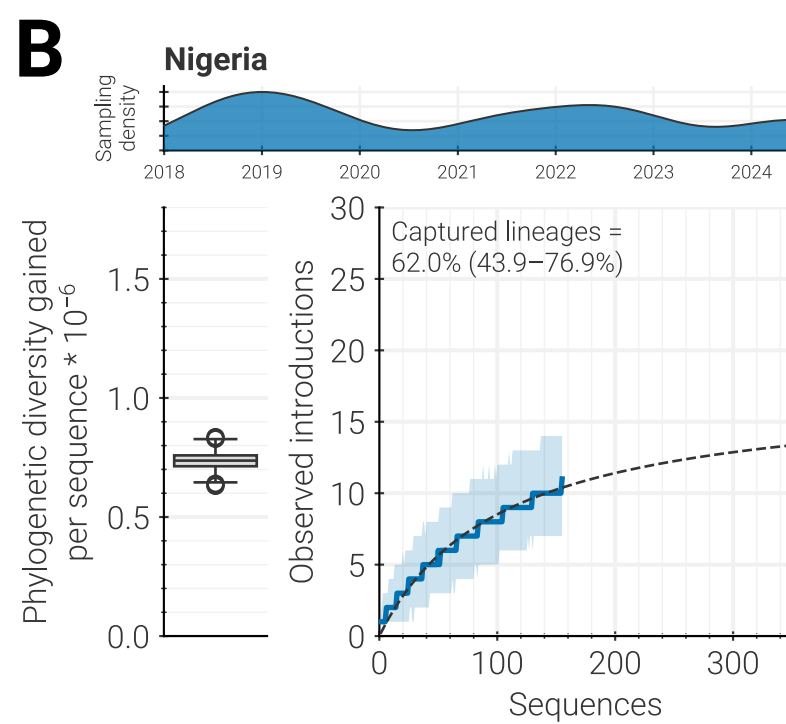 B
Nigeria
Sampling
density
2018 2019 2020 2021 2022 2023 2024
Phylogenetic diversity gained
per sequence * 10⁻⁶
1.5
1.0
0.5
0.0
Observed introductions
30
25
20
15
10
5
0
Captured lineages =
62.0% (43.9–76.9%)
0 100 200 300
Sequences